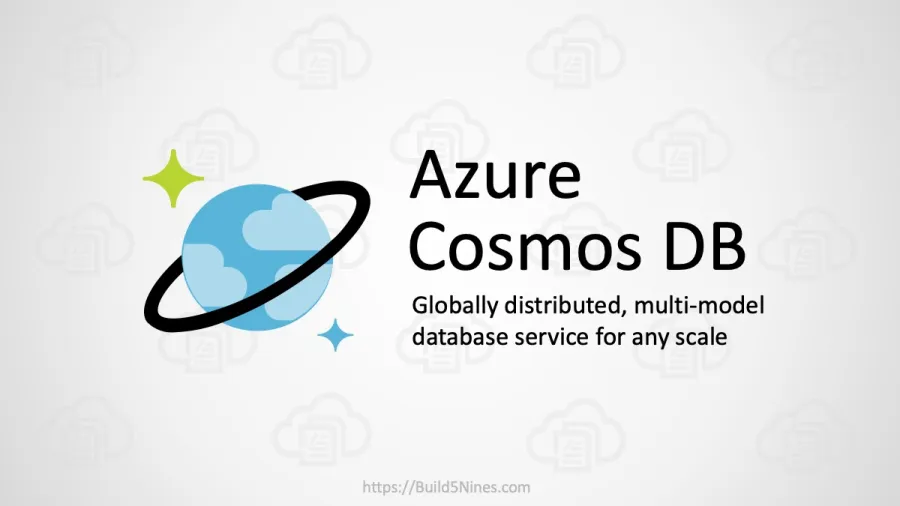 Azure
Cosmos DB
Globally distributed, multi-model
database service for any scale
https://Build5Nines.com